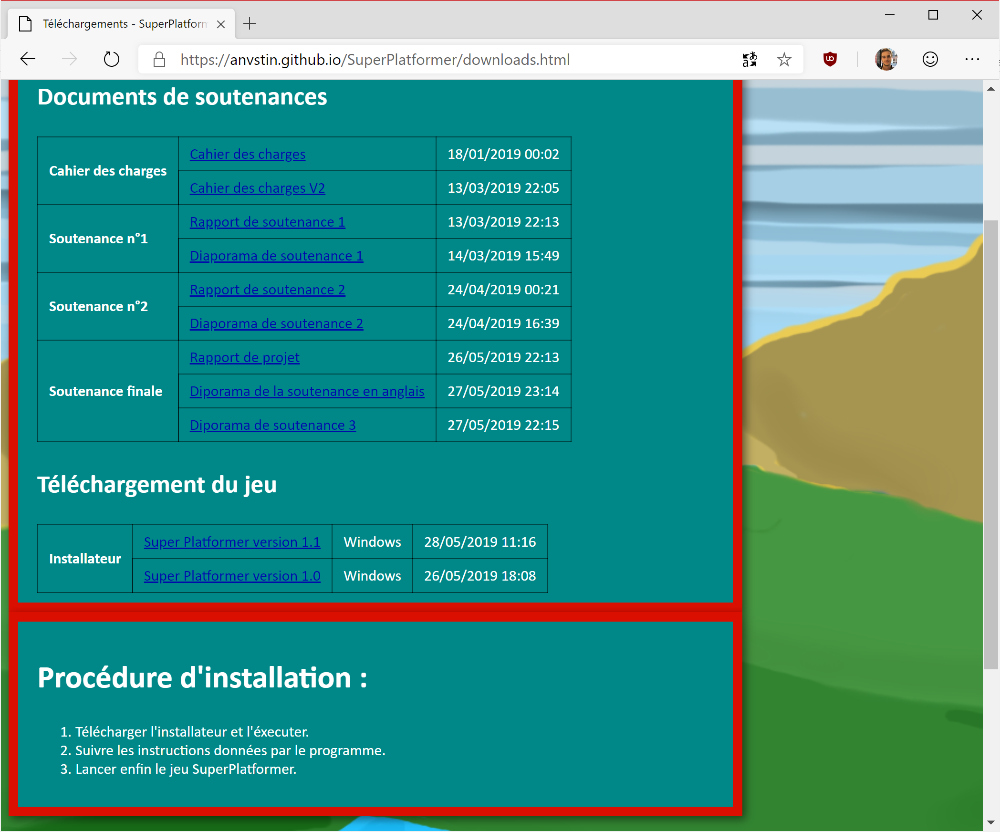 Téléchargements - SuperPlatform
https://anvstin.github.io/SuperPlatformer/downloads.html
Documents de soutenances
Cahier des charges
Cahier des charges 18/01/2019 00:02
Cahier des charges V2 13/03/2019 22:05
Soutenance n°1
Rapport de soutenance 1 13/03/2019 22:13
Diaporama de soutenance 1 14/03/2019 15:49
Soutenance n°2
Rapport de soutenance 2 24/04/2019 00:21
Diaporama de soutenance 2 24/04/2019 16:39
Soutenance finale
Rapport de projet 26/05/2019 22:13
Diporama de la soutenance en anglais 27/05/2019 23:14
Diporama de soutenance 3 27/05/2019 22:15
Téléchargement du jeu
Installateur
Super Platformer version 1.1 Windows 28/05/2019 11:16
Super Platformer version 1.0 Windows 26/05/2019 18:08
Procédure d'installation :
1. Télécharger l'installateur et l'éxecuter.
2. Suivre les instructions données par le programme.
3. Lancer enfin le jeu SuperPlatformer.